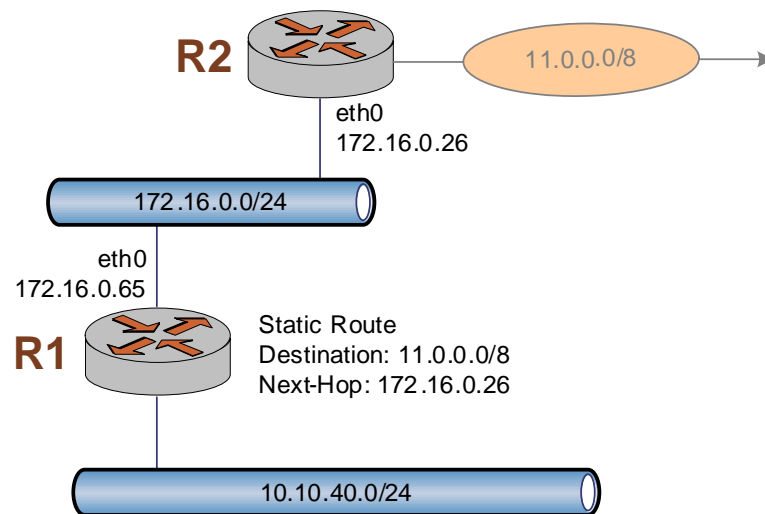 R2
11.0.0.0/8
eth0
172.16.0.26
172.16.0.0/24
eth0
172.16.0.65
R1
Static Route
Destination: 11.0.0.0/8
Next-Hop: 172.16.0.26
10.10.40.0/24